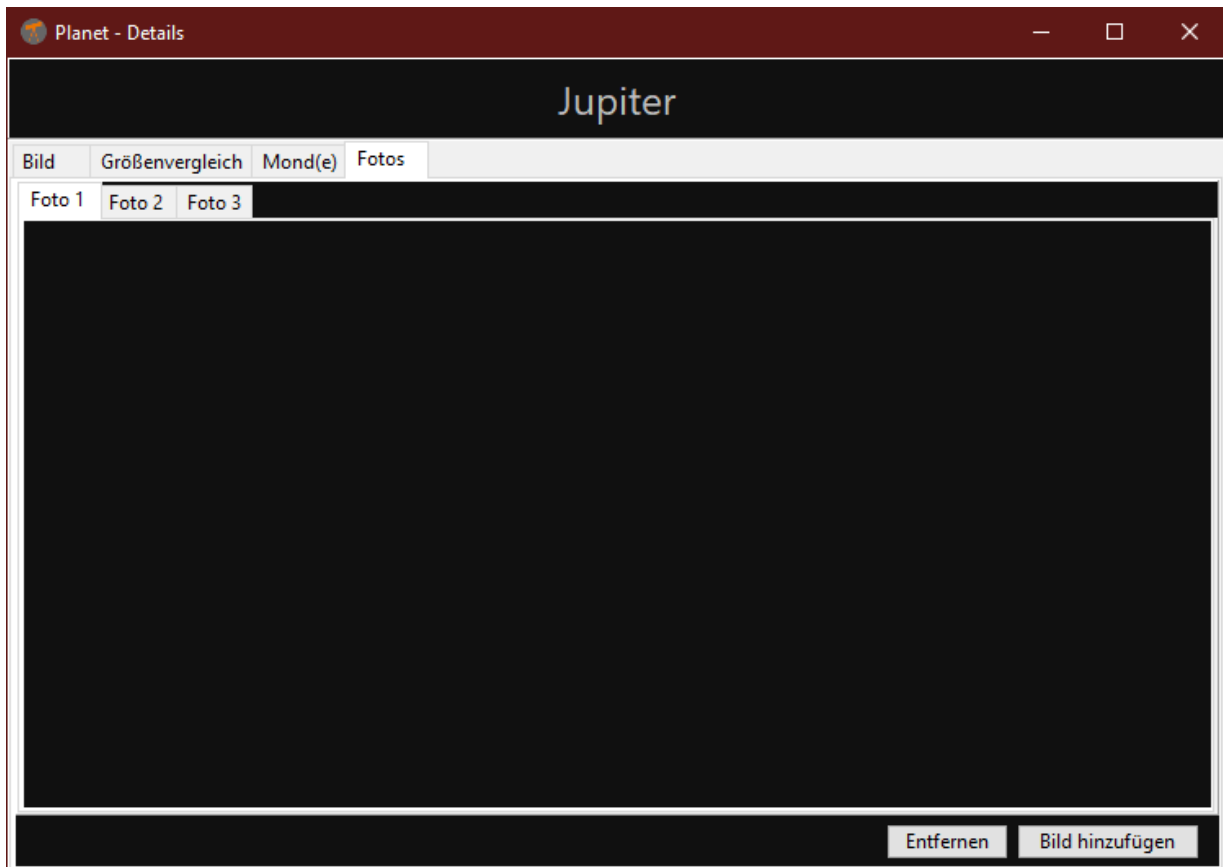 Planet - Details
Jupiter
Bild Größenvergleich Mond(e) Fotos
Foto 1 Foto 2 Foto 3
Entfernen Bild hinzufügen